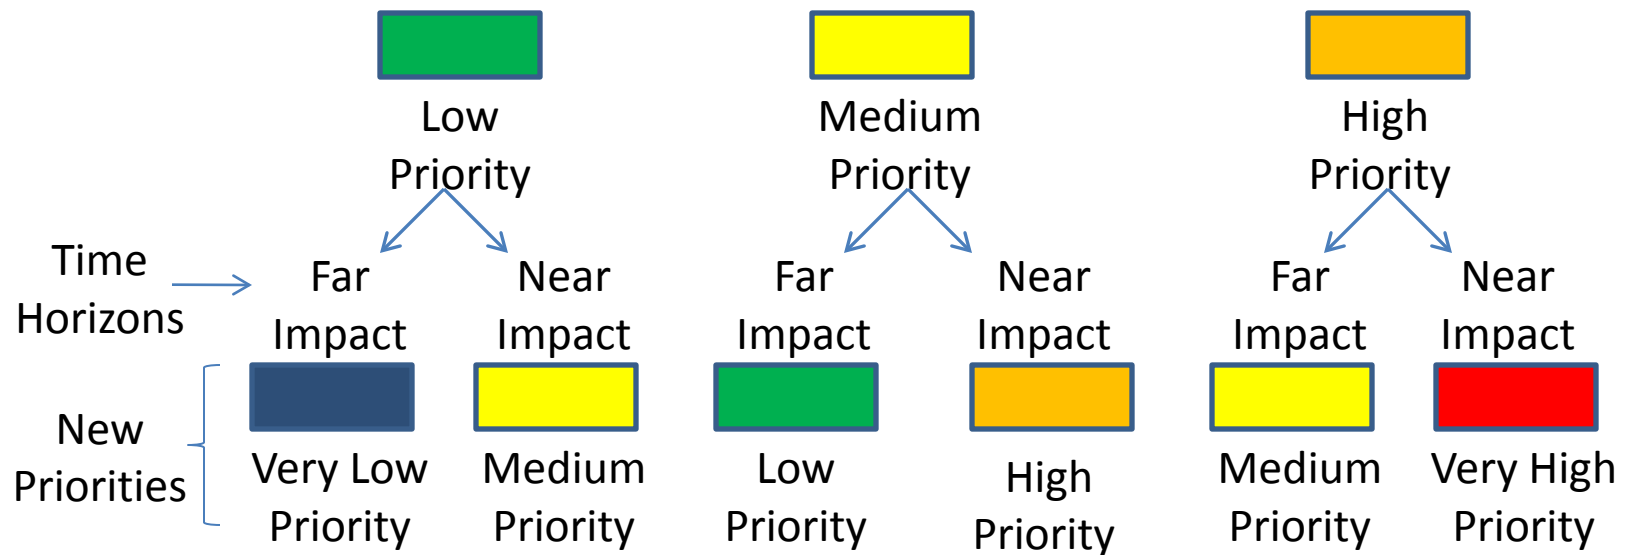 Low
Priority
Medium
Priority
High
Priority
Time
Horizons
Far
Impact
Near
Impact
Far
Impact
Near
Impact
Far
Impact
Near
Impact
New
Priorities
Very Low
Priority
Medium
Priority
Low
Priority
High
Priority
Medium
Priority
Very High
Priority